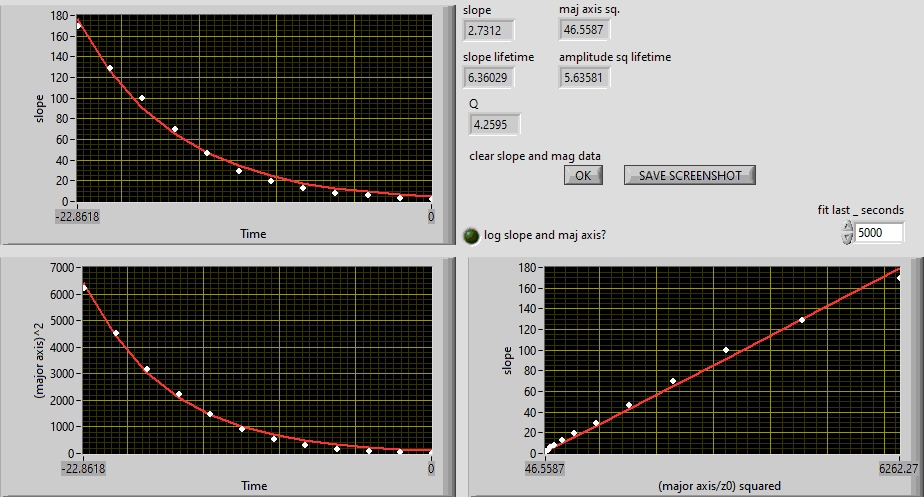 180
160
140
120
100
80
60
40
20
0
slope
-22.8618
0
Time
slope
maj axis sq.
2.7312
46.5587
slope lifetime
amplitude sq lifetime
6.36029
5.63581
Q
4.2595
clear slope and mag data
OK
SAVE SCREENSHOT
fit last _ seconds
5000
log slope and maj axis?
7000
6000
5000
4000
3000
2000
1000
0
(major axis)^2
-22.8618
0
Time
180
160
140
120
100
80
60
40
20
0
slope
46.5587
6262.27
(major axis/z0) squared